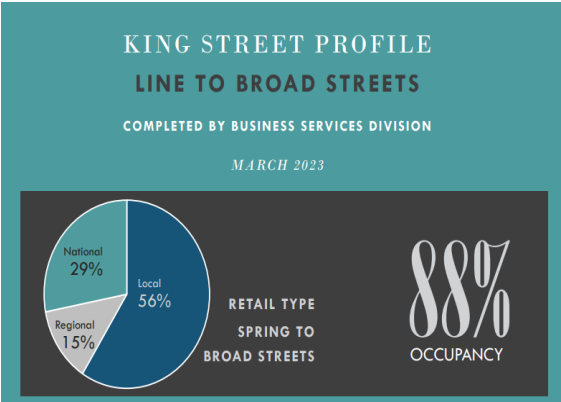 KING STREET PROFILE
LINE TO BROAD STREETS
COMPLETED BY BUSINESS SERVICES DIVISION
MARCH 2023
National
29%
Local
56%
Regional
15%
RETAIL TYPE
SPRING TO
BROAD STREETS
88%
OCCUPANCY